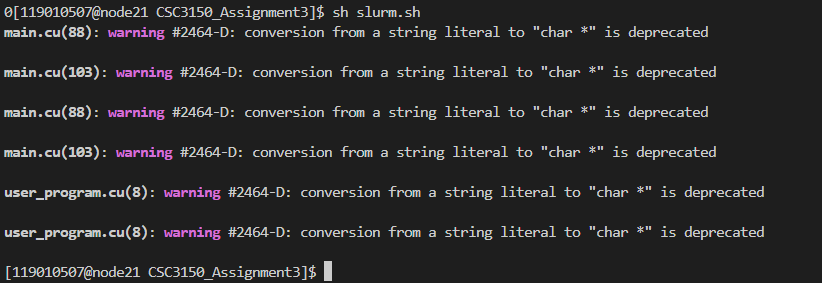 0[119010507@node21 CSC3150_Assignment3]$ sh slurm.sh
main.cu(88): warning #2464-D: conversion from a string literal to "char *" is deprecated
main.cu(103): warning #2464-D: conversion from a string literal to "char *" is deprecated
main.cu(88): warning #2464-D: conversion from a string literal to "char *" is deprecated
main.cu(103): warning #2464-D: conversion from a string literal to "char *" is deprecated
user_program.cu(8): warning #2464-D: conversion from a string literal to "char *" is deprecated
user_program.cu(8): warning #2464-D: conversion from a string literal to "char *" is deprecated
[119010507@node21 CSC3150_Assignment3]$